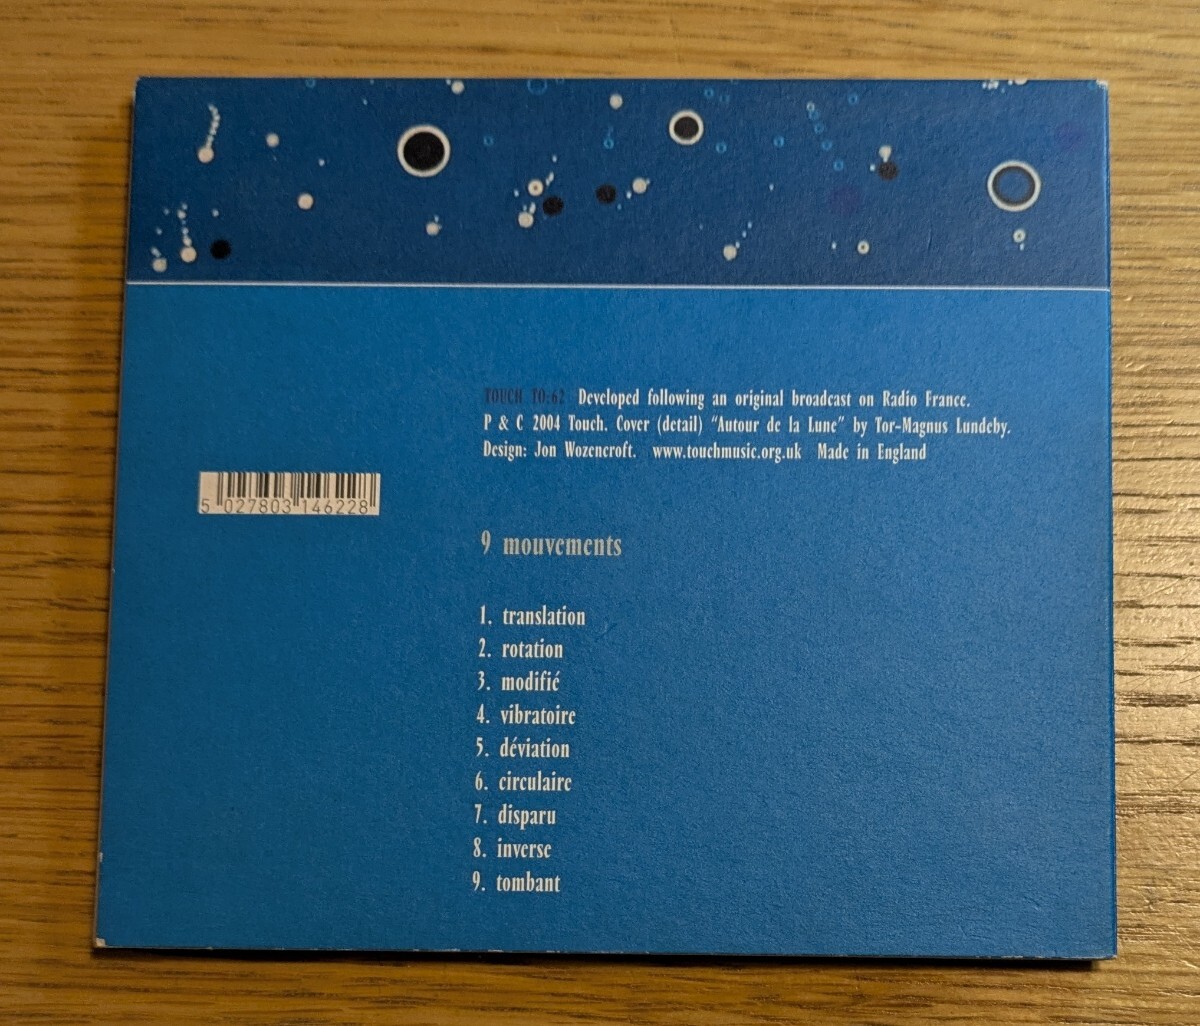 TOUCH TO:62 Developed following an original broadcast on Radio France.
P & C 2004 Touch. Cover (detail) "Autour de la Lune" by Tor-Magnus Lundeby.
Design: Jon Wozencroft. www.touchmusic.org.uk Made in England
5 027803 146228
9 mouvements
1. translation
2. rotation
3. modifié
4. vibratoire
5. déviation
6. circulaire
7. disparu
8. inverse
9. tombant